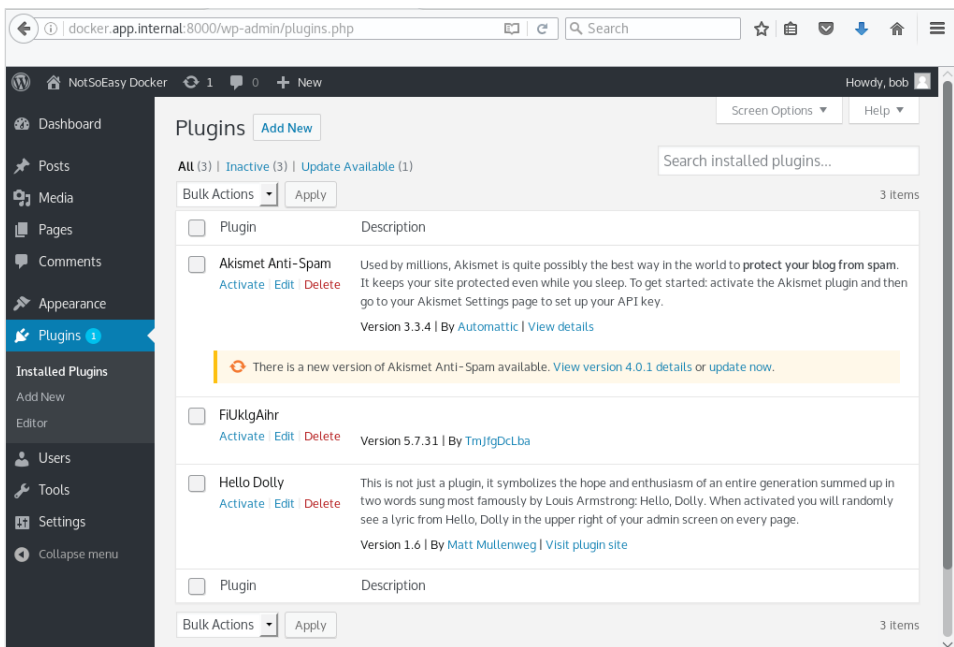 docker.app.internal:8000/wp-admin/plugins.php
Search
NotSoEasy Docker 1 0 New
Howdy, bob
Dashboard
Posts
Media
Pages
Comments
Appearance
Plugins 1
Installed Plugins
Add New
Editor
Users
Tools
Settings
Collapse menu
Screen Options
Help
Plugins Add New
All (3) | Inactive (3) | Update Available (1)
Search installed plugins...
Bulk Actions Apply
3 items
Plugin Description
Akismet Anti-Spam
Activate | Edit | Delete
Used by millions, Akismet is quite possibly the best way in the world to protect your blog from spam.
It keeps your site protected even while you sleep. To get started: activate the Akismet plugin and then
go to your Akismet Settings page to set up your API key.
Version 3.3.4 | By Automattic | View details
There is a new version of Akismet Anti-Spam available. View version 4.0.1 details or update now.
FiUklgAihr
Activate | Edit | Delete
Version 5.7.31 | By TmJfgDcLba
Hello Dolly
Activate | Edit | Delete
This is not just a plugin, it symbolizes the hope and enthusiasm of an entire generation summed up in
two words sung most famously by Louis Armstrong: Hello, Dolly. When activated you will randomly
see a lyric from Hello, Dolly in the upper right of your admin screen on every page.
Version 1.6 | By Matt Mullenweg | Visit plugin site
Plugin Description
Bulk Actions Apply
3 items